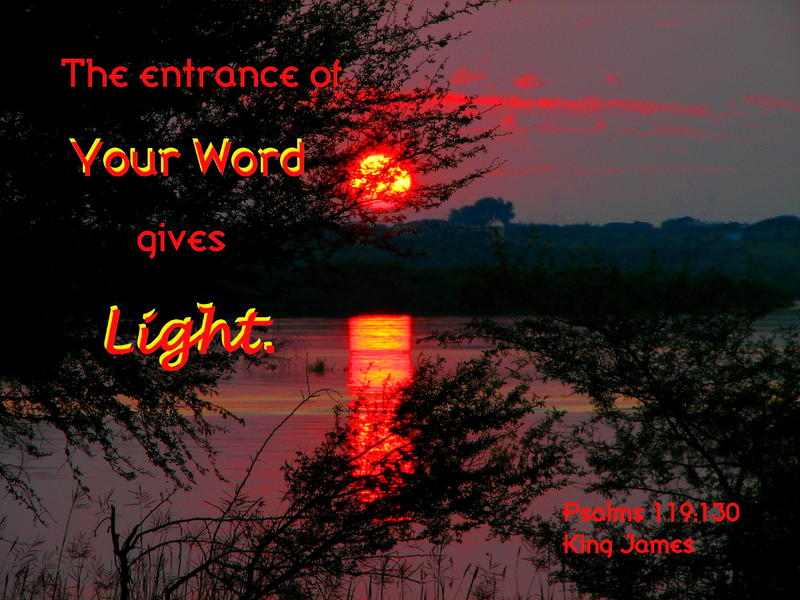 The entrance of
Your Word
gives
Light.
Psalms 119.130
King James